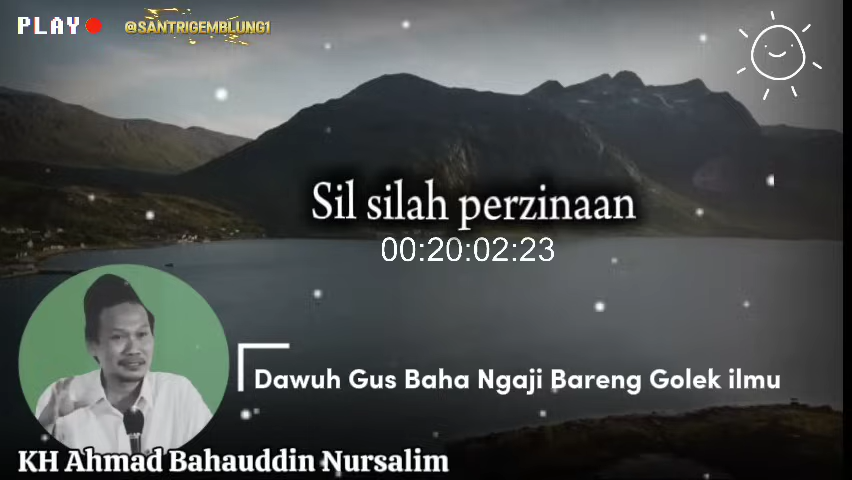 PLAY
@SANTRIGEMBLUNG1
Sil silah perzinaan
00:20:02:23
Dawuh Gus Baha Ngaji Bareng Golek ilmu
KH Ahmad Bahauddin Nursalim